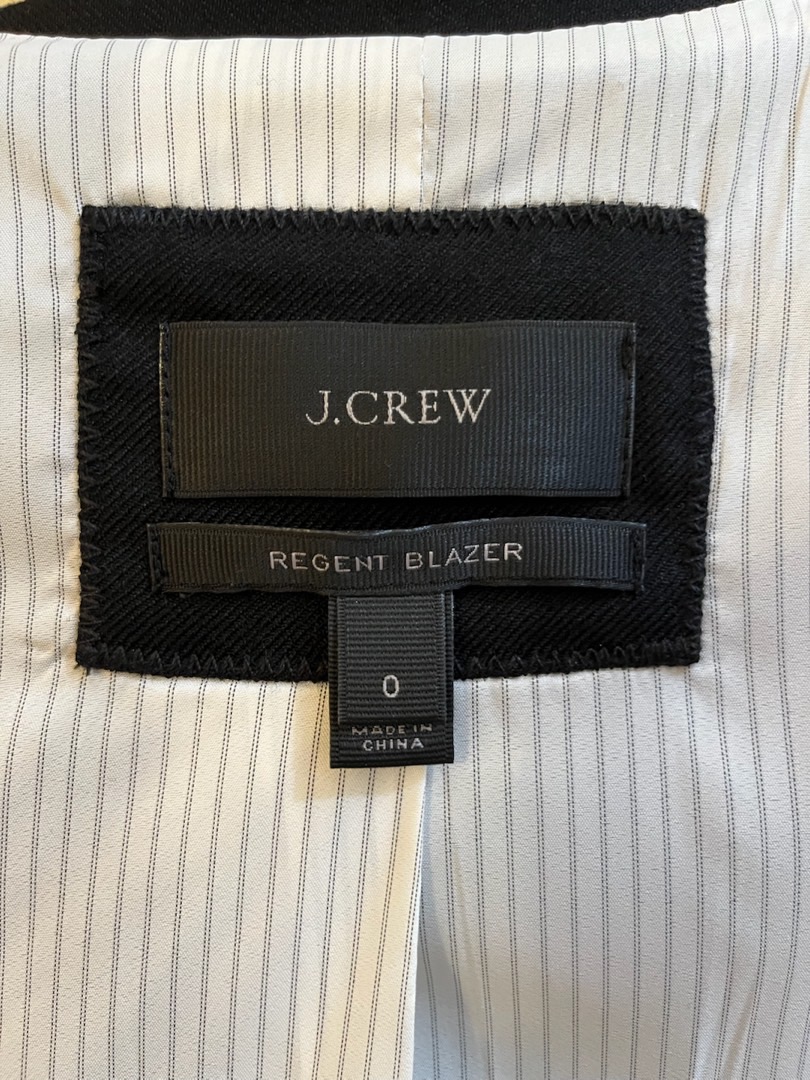 J.CREW
REGENT BLAZER
0
MADE IN
CHINA